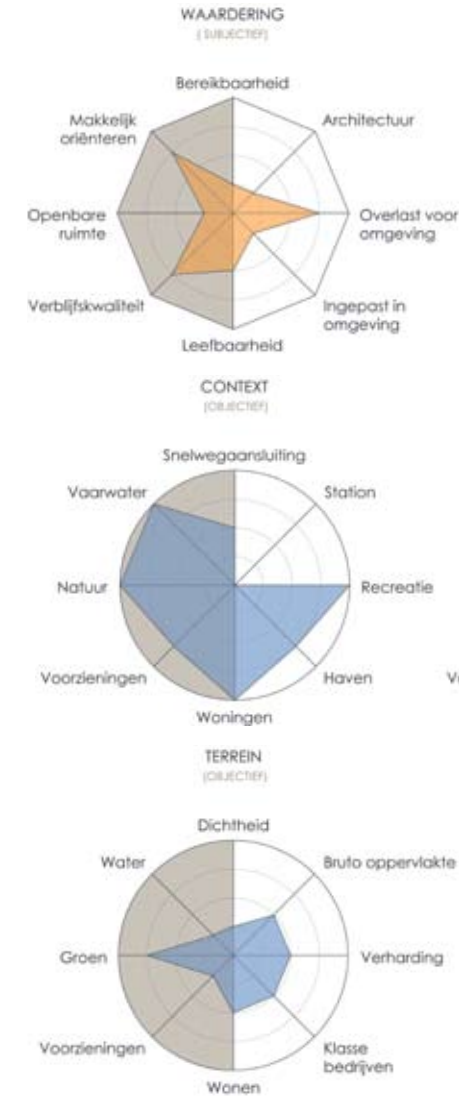 WAARDERING
( SUBJECTIEF)
Bereikbaarheid
Makkelijk
oriënteren
Architectuur
Openbare
ruimte
Overlast voor
omgeving
Verblijfskwaliteit
Ingepast in
omgeving
Leefbaarheid
CONTEXT
(OBJECTIEF)
Snelwegaansluiting
Vaarwater
Station
Natuur
Recreatie
Voorzieningen
Haven
Woningen
TERREIN
(OBJECTIEF)
Dichtheid
Water
Bruto oppervlakte
Groen
Verharding
Voorzieningen
Klasse
bedrijven
Wonen